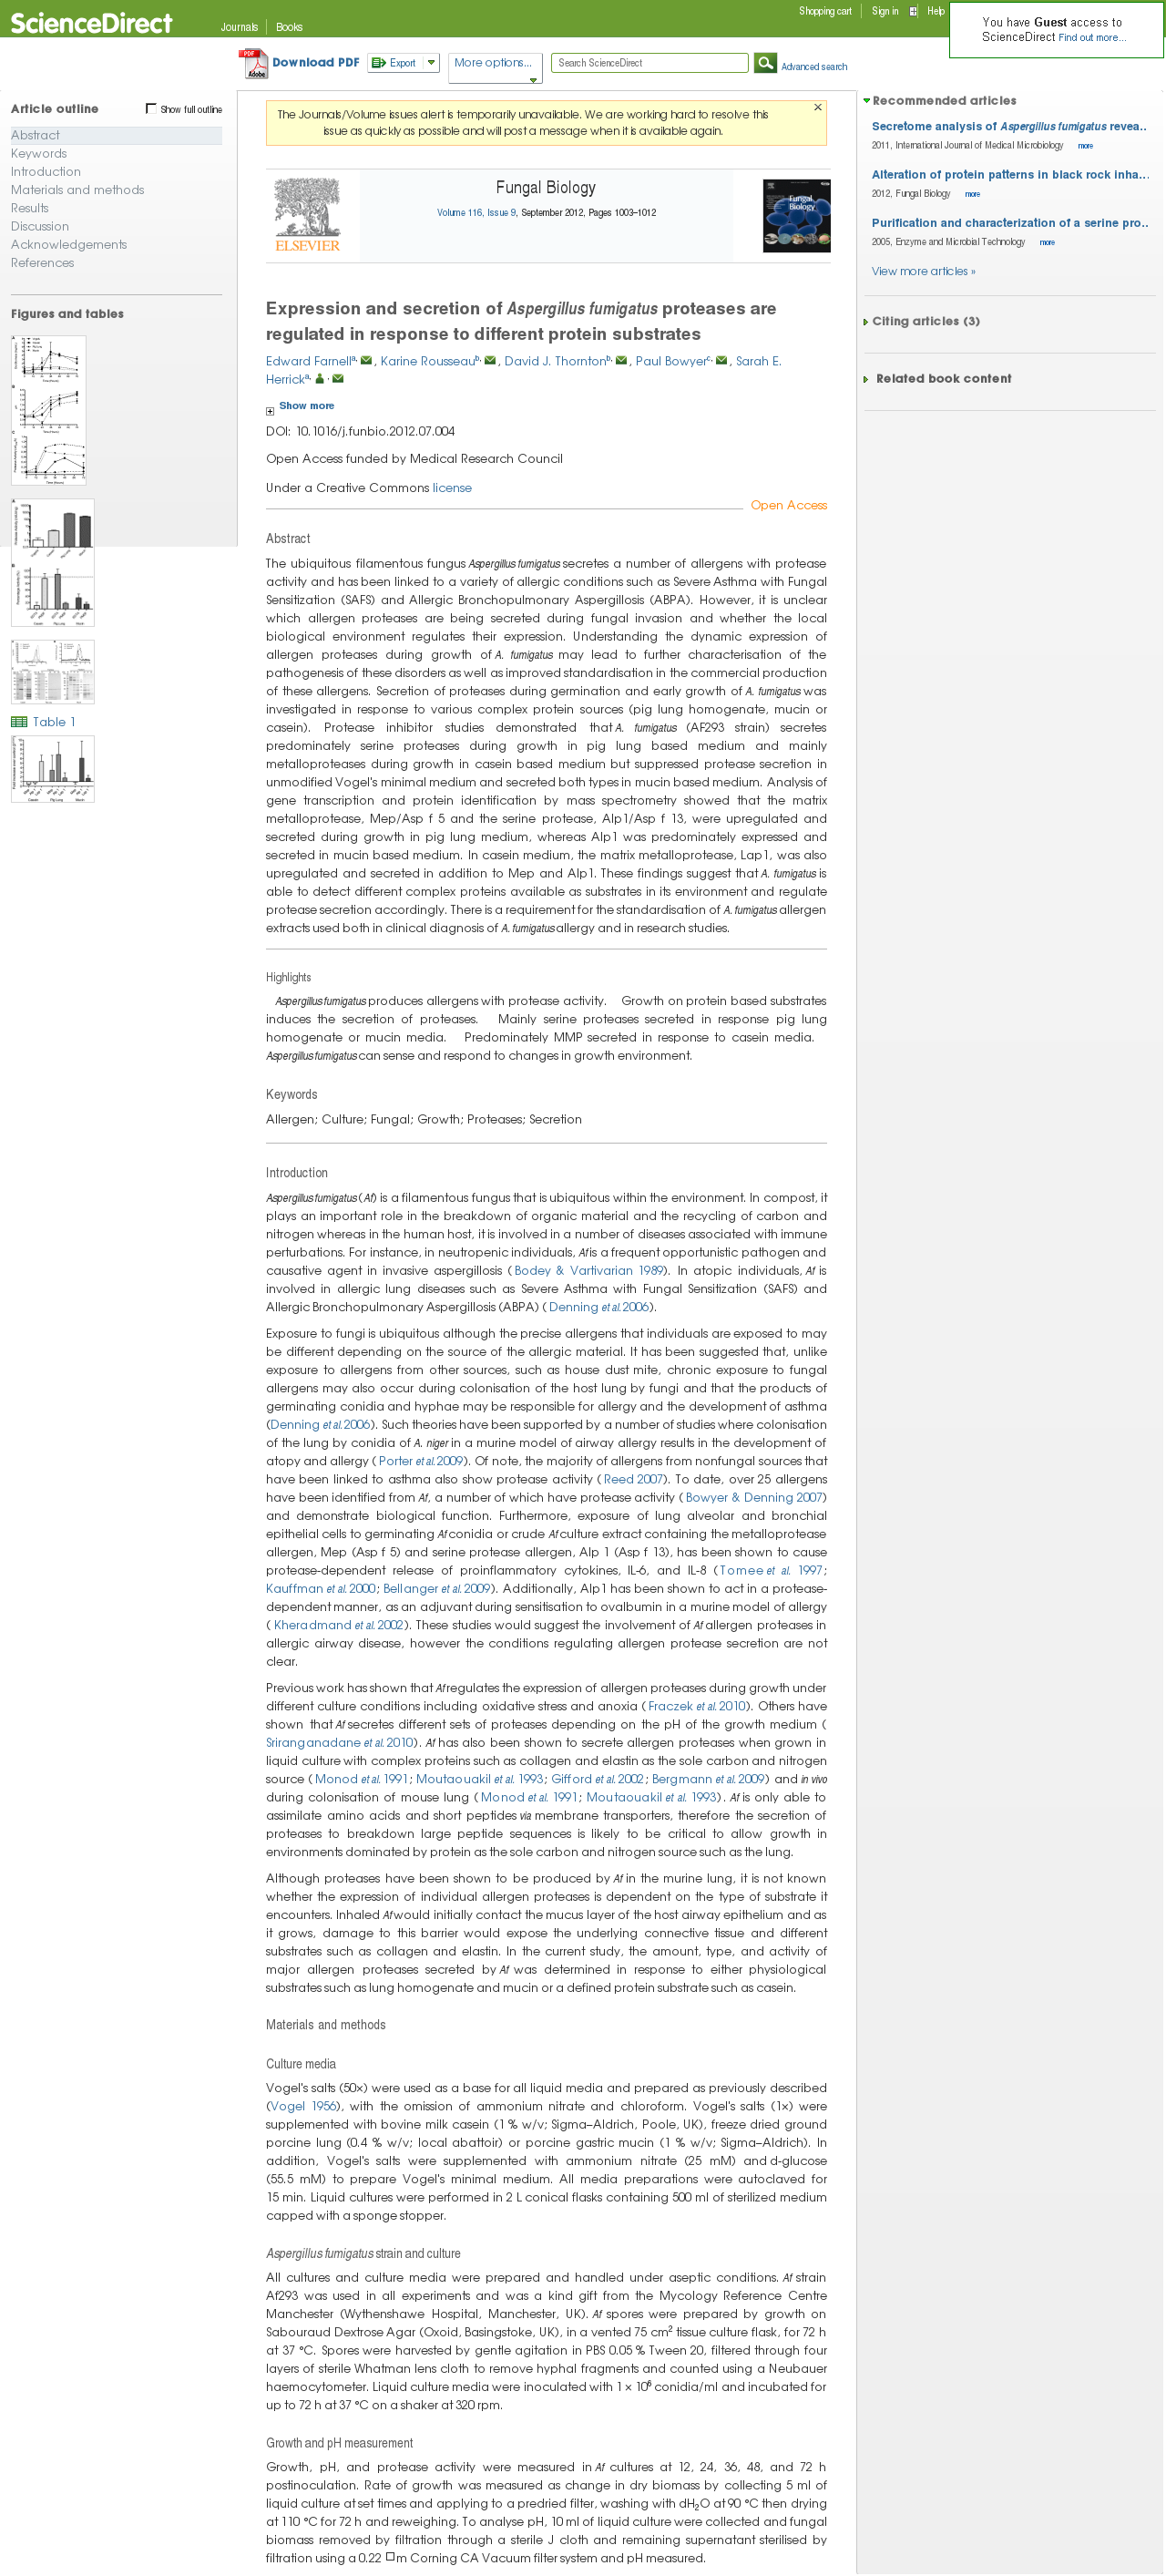 ScienceDirect
Journals
Books
Shopping cart
Sign in
Help
You have Guest access to
ScienceDirect Find out more...
Download PDF
Export
More options...
Search ScienceDirect
Advanced search
Article outline
Show full outline
Abstract
Keywords
Introduction
Materials and methods
Results
Discussion
Acknowledgements
References
Figures and tables
Table 1
The Journals/Volume issues alert is temporarily unavailable. We are working hard to resolve this
issue as quickly as possible and will post a message when it is available again.
ELSEVIER
Fungal Biology
Volume 116, Issue 9, September 2012, Pages 1003–1012
Fungal
Biology
Expression and secretion of Aspergillus fumigatus proteases are
regulated in response to different protein substrates
Edward Farnella, , Karine Rousseaub, , David J. Thorntonb, , Paul Bowyerc, , Sarah E.
Herricka, ,
Show more
DOI: 10.1016/j.funbio.2012.07.004
Open Access funded by Medical Research Council
Under a Creative Commons license
Open Access
Abstract
The ubiquitous filamentous fungus Aspergillus fumigatus secretes a number of allergens with protease
activity and has been linked to a variety of allergic conditions such as Severe Asthma with Fungal
Sensitization (SAFS) and Allergic Bronchopulmonary Aspergillosis (ABPA). However, it is unclear
which allergen proteases are being secreted during fungal invasion and whether the local
biological environment regulates their expression. Understanding the dynamic expression of
allergen proteases during growth of A. fumigatus may lead to further characterisation of the
pathogenesis of these disorders as well as improved standardisation in the commercial production
of these allergens. Secretion of proteases during germination and early growth of A. fumigatus was
investigated in response to various complex protein sources (pig lung homogenate, mucin or
casein). Protease inhibitor studies demonstrated that A. fumigatus (AF293 strain) secretes
predominately serine proteases during growth in pig lung based medium and mainly
metalloproteases during growth in casein based medium but suppressed protease secretion in
unmodified Vogel's minimal medium and secreted both types in mucin based medium. Analysis of
gene transcription and protein identification by mass spectrometry showed that the matrix
metalloprotease, Mep/Asp f 5 and the serine protease, Alp1/Asp f 13, were upregulated and
secreted during growth in pig lung medium, whereas Alp1 was predominately expressed and
secreted in mucin based medium. In casein medium, the matrix metalloprotease, Lap1, was also
upregulated and secreted in addition to Mep and Alp1. These findings suggest that A. fumigatus is
able to detect different complex proteins available as substrates in its environment and regulate
protease secretion accordingly. There is a requirement for the standardisation of A. fumigatus allergen
extracts used both in clinical diagnosis of A. fumigatus allergy and in research studies.
Highlights
Aspergillus fumigatus produces allergens with protease activity. Growth on protein based substrates
induces the secretion of proteases. Mainly serine proteases secreted in response pig lung
homogenate or mucin media. Predominately MMP secreted in response to casein media.
Aspergillus fumigatus can sense and respond to changes in growth environment.
Keywords
Allergen; Culture; Fungal; Growth; Proteases; Secretion
Introduction
Aspergillus fumigatus (Af) is a filamentous fungus that is ubiquitous within the environment. In compost, it
plays an important role in the breakdown of organic material and the recycling of carbon and
nitrogen whereas in the human host, it is involved in a number of diseases associated with immune
perturbations. For instance, in neutropenic individuals, Af is a frequent opportunistic pathogen and
causative agent in invasive aspergillosis ( Bodey & Vartivarian 1989). In atopic individuals, Af is
involved in allergic lung diseases such as Severe Asthma with Fungal Sensitization (SAFS) and
Allergic Bronchopulmonary Aspergillosis (ABPA) ( Denning et al. 2006).
Exposure to fungi is ubiquitous although the precise allergens that individuals are exposed to may
be different depending on the source of the allergic material. It has been suggested that, unlike
exposure to allergens from other sources, such as house dust mite, chronic exposure to fungal
allergens may also occur during colonisation of the host lung by fungi and that the products of
germinating conidia and hyphae may be responsible for allergy and the development of asthma
(Denning et al. 2006). Such theories have been supported by a number of studies where colonisation
of the lung by conidia of A. niger in a murine model of airway allergy results in the development of
atopy and allergy ( Porter et al. 2009). Of note, the majority of allergens from nonfungal sources that
have been linked to asthma also show protease activity ( Reed 2007). To date, over 25 allergens
have been identified from Af, a number of which have protease activity ( Bowyer & Denning 2007)
and demonstrate biological function. Furthermore, exposure of lung alveolar and bronchial
epithelial cells to germinating Af conidia or crude Af culture extract containing the metalloprotease
allergen, Mep (Asp f 5) and serine protease allergen, Alp 1 (Asp f 13), has been shown to cause
protease-dependent release of proinflammatory cytokines, IL-6, and IL-8 ( Tomee et al. 1997;
Kauffman et al. 2000; Bellanger et al. 2009). Additionally, Alp1 has been shown to act in a protease-
dependent manner, as an adjuvant during sensitisation to ovalbumin in a murine model of allergy
( Kheradmand et al. 2002). These studies would suggest the involvement of Af allergen proteases in
allergic airway disease, however the conditions regulating allergen protease secretion are not
clear.
Previous work has shown that Af regulates the expression of allergen proteases during growth under
different culture conditions including oxidative stress and anoxia ( Fraczek et al. 2010). Others have
shown that Af secretes different sets of proteases depending on the pH of the growth medium (
Sriranganadane et al. 2010). Af has also been shown to secrete allergen proteases when grown in
liquid culture with complex proteins such as collagen and elastin as the sole carbon and nitrogen
source ( Monod et al. 1991; Moutaouakil et al. 1993; Gifford et al. 2002; Bergmann et al. 2009) and in vivo
during colonisation of mouse lung ( Monod et al. 1991; Moutaouakil et al. 1993). Af is only able to
assimilate amino acids and short peptides via membrane transporters, therefore the secretion of
proteases to breakdown large peptide sequences is likely to be critical to allow growth in
environments dominated by protein as the sole carbon and nitrogen source such as the lung.
Although proteases have been shown to be produced by Af in the murine lung, it is not known
whether the expression of individual allergen proteases is dependent on the type of substrate it
encounters. Inhaled Af would initially contact the mucus layer of the host airway epithelium and as
it grows, damage to this barrier would expose the underlying connective tissue and different
substrates such as collagen and elastin. In the current study, the amount, type, and activity of
major allergen proteases secreted by Af was determined in response to either physiological
substrates such as lung homogenate and mucin or a defined protein substrate such as casein.
Materials and methods
Culture media
Vogel's salts (50×) were used as a base for all liquid media and prepared as previously described
(Vogel 1956), with the omission of ammonium nitrate and chloroform. Vogel's salts (1×) were
supplemented with bovine milk casein (1 % w/v; Sigma–Aldrich, Poole, UK), freeze dried ground
porcine lung (0.4 % w/v; local abattoir) or porcine gastric mucin (1 % w/v; Sigma–Aldrich). In
addition, Vogel's salts were supplemented with ammonium nitrate (25 mM) and d-glucose
(55.5 mM) to prepare Vogel's minimal medium. All media preparations were autoclaved for
15 min. Liquid cultures were performed in 2 L conical flasks containing 500 ml of sterilized medium
capped with a sponge stopper.
Aspergillus fumigatus strain and culture
All cultures and culture media were prepared and handled under aseptic conditions. Af strain
Af293 was used in all experiments and was a kind gift from the Mycology Reference Centre
Manchester (Wythenshawe Hospital, Manchester, UK). Af spores were prepared by growth on
Sabouraud Dextrose Agar (Oxoid, Basingstoke, UK), in a vented 75 cm2 tissue culture flask, for 72 h
at 37 °C. Spores were harvested by gentle agitation in PBS 0.05 % Tween 20, filtered through four
layers of sterile Whatman lens cloth to remove hyphal fragments and counted using a Neubauer
haemocytometer. Liquid culture media were inoculated with 1 × 106 conidia/ml and incubated for
up to 72 h at 37 °C on a shaker at 320 rpm.
Growth and pH measurement
Growth, pH, and protease activity were measured in Af cultures at 12, 24, 36, 48, and 72 h
postinoculation. Rate of growth was measured as change in dry biomass by collecting 5 ml of
liquid culture at set times and applying to a predried filter, washing with dH2O at 90 °C then drying
at 110 °C for 72 h and reweighing. To analyse pH, 10 ml of liquid culture were collected and fungal
biomass removed by filtration through a sterile J cloth and remaining supernatant sterilised by
filtration using a 0.22 □m Corning CA Vacuum filter system and pH measured.
Recommended articles
Secretome analysis of Aspergillus fumigatus revea...
2011, International Journal of Medical Microbiology more
Alteration of protein patterns in black rock inha...
2012, Fungal Biology more
Purification and characterization of a serine pro...
2005, Enzyme and Microbial Technology more
View more articles »
Citing articles (3)
Related book content